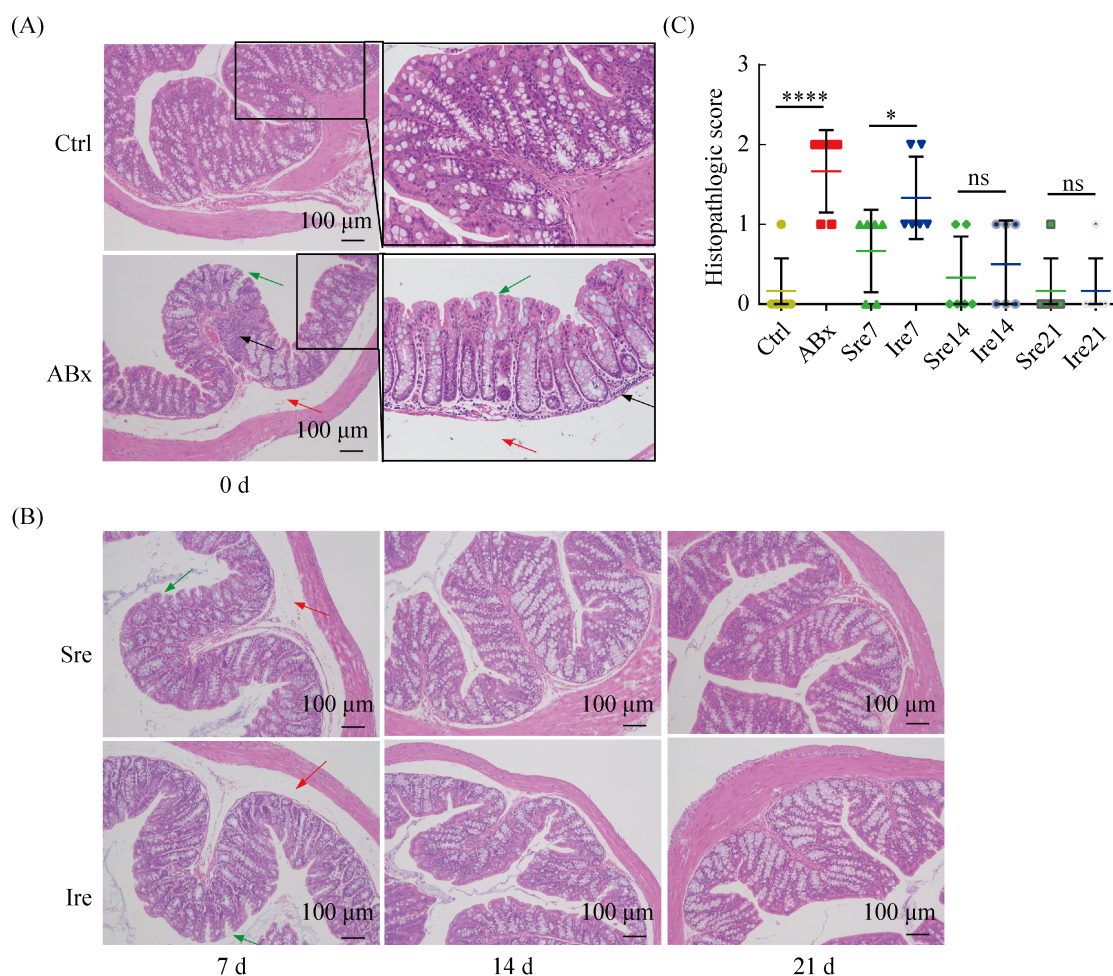 (A)
Ctrl
100 μm
ABx
100 μm
0 d
(B)
Sre
100 μm
100 μm
100 μm
Ire
100 μm
100 μm
100 μm
7 d
14 d
21 d
(C)
Histopathlogic score
3
2
1
0
****
*
ns
ns
Ctrl
ABx
Sre7
Ire7
Sre14
Ire14
Sre21
Ire21